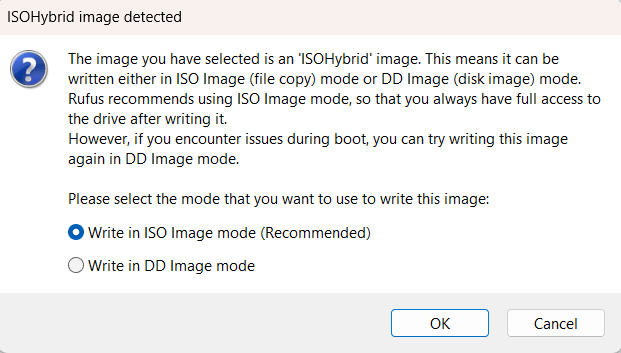 ISOHybrid image detected
The image you have selected is an 'ISOHybrid' image. This means it can be
written either in ISO Image (file copy) mode or DD Image (disk image) mode.
Rufus recommends using ISO Image mode, so that you always have full access to
the drive after writing it.
However, if you encounter issues during boot, you can try writing this image
again in DD Image mode.
Please select the mode that you want to use to write this image:
Write in ISO Image mode (Recommended)
Write in DD Image mode
OK
Cancel